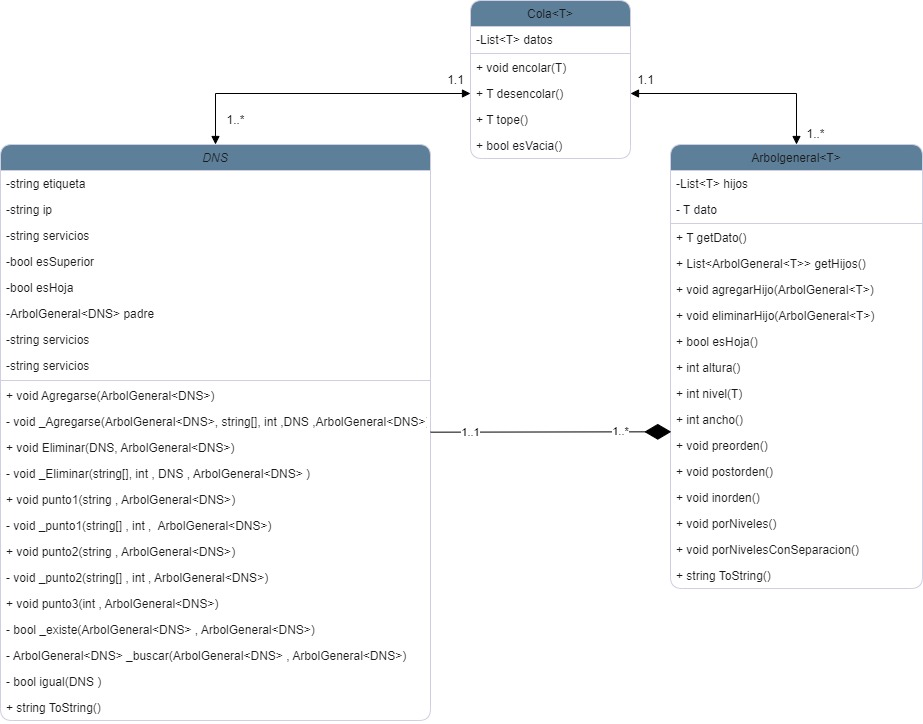 Cola<T>
-List<T> datos
+ void encolar(T)
+ T desencolar()
+ T tope()
+ bool esVacia()
1.1
1.1
1..*
1..*
DNS
-string etiqueta
-string ip
-string servicios
-bool esSuperior
-bool esHoja
-ArbolGeneral<DNS> padre
-string servicios
-string servicios
+ void Agregarse(ArbolGeneral<DNS>)
- void _Agregarse(ArbolGeneral<DNS>, string[], int ,DNS ,ArbolGeneral<DNS>
+ void Eliminar(DNS, ArbolGeneral<DNS>)
- void _Eliminar(string[], int , DNS , ArbolGeneral<DNS> )
+ void punto1(string , ArbolGeneral<DNS>)
- void _punto1(string[] , int ,  ArbolGeneral<DNS>)
+ void punto2(string , ArbolGeneral<DNS>)
- void _punto2(string[] , int , ArbolGeneral<DNS>)
+ void punto3(int , ArbolGeneral<DNS>)
- bool _existe(ArbolGeneral<DNS> , ArbolGeneral<DNS>)
- ArbolGeneral<DNS> _buscar(ArbolGeneral<DNS> , ArbolGeneral<DNS>)
- bool igual(DNS )
+ string ToString()
1..1
1..*
Arbolgeneral<T>
-List<T> hijos
- T dato
+ T getDato()
+ List<ArbolGeneral<T>> getHijos()
+ void agregarHijo(ArbolGeneral<T>)
+ void eliminarHijo(ArbolGeneral<T>)
+ bool esHoja()
+ int altura()
+ int nivel(T)
+ int ancho()
+ void preorden()
+ void postorden()
+ void inorden()
+ void porNiveles()
+ void porNivelesConSeparacion()
+ string ToString()